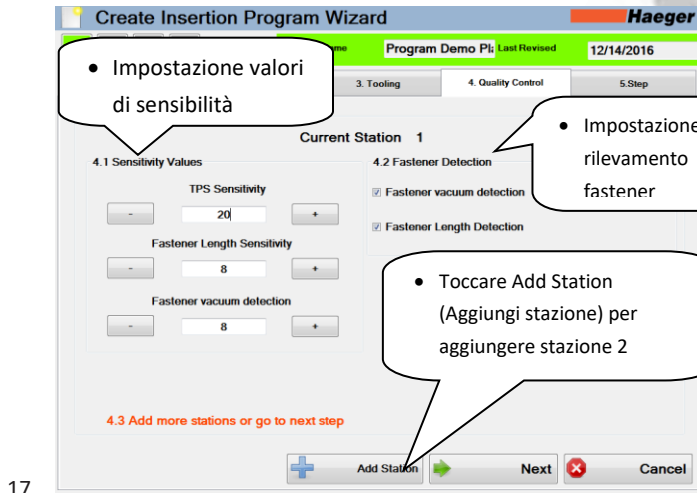 Create Insertion Program Wizard
Haeger
me Program Demo Pla Last Revised 12/14/2016
• Impostazione valori
di sensibilità
3. Tooling
4. Quality Control
5.Step
Current Station 1
• Impostazione
rilevamento
fastener
4.1 Sensitivity Values
TPS Sensitivity
- 20 +
Fastener Length Sensitivity
- 8 +
Fastener vacuum detection
- 8 +
4.2 Fastener Detection
Fastener vacuum detection
Fastener Length Detection
• Toccare Add Station
(Aggiungi stazione) per
aggiungere stazione 2
4.3 Add more stations or go to next step
Add Station
Next
Cancel
17